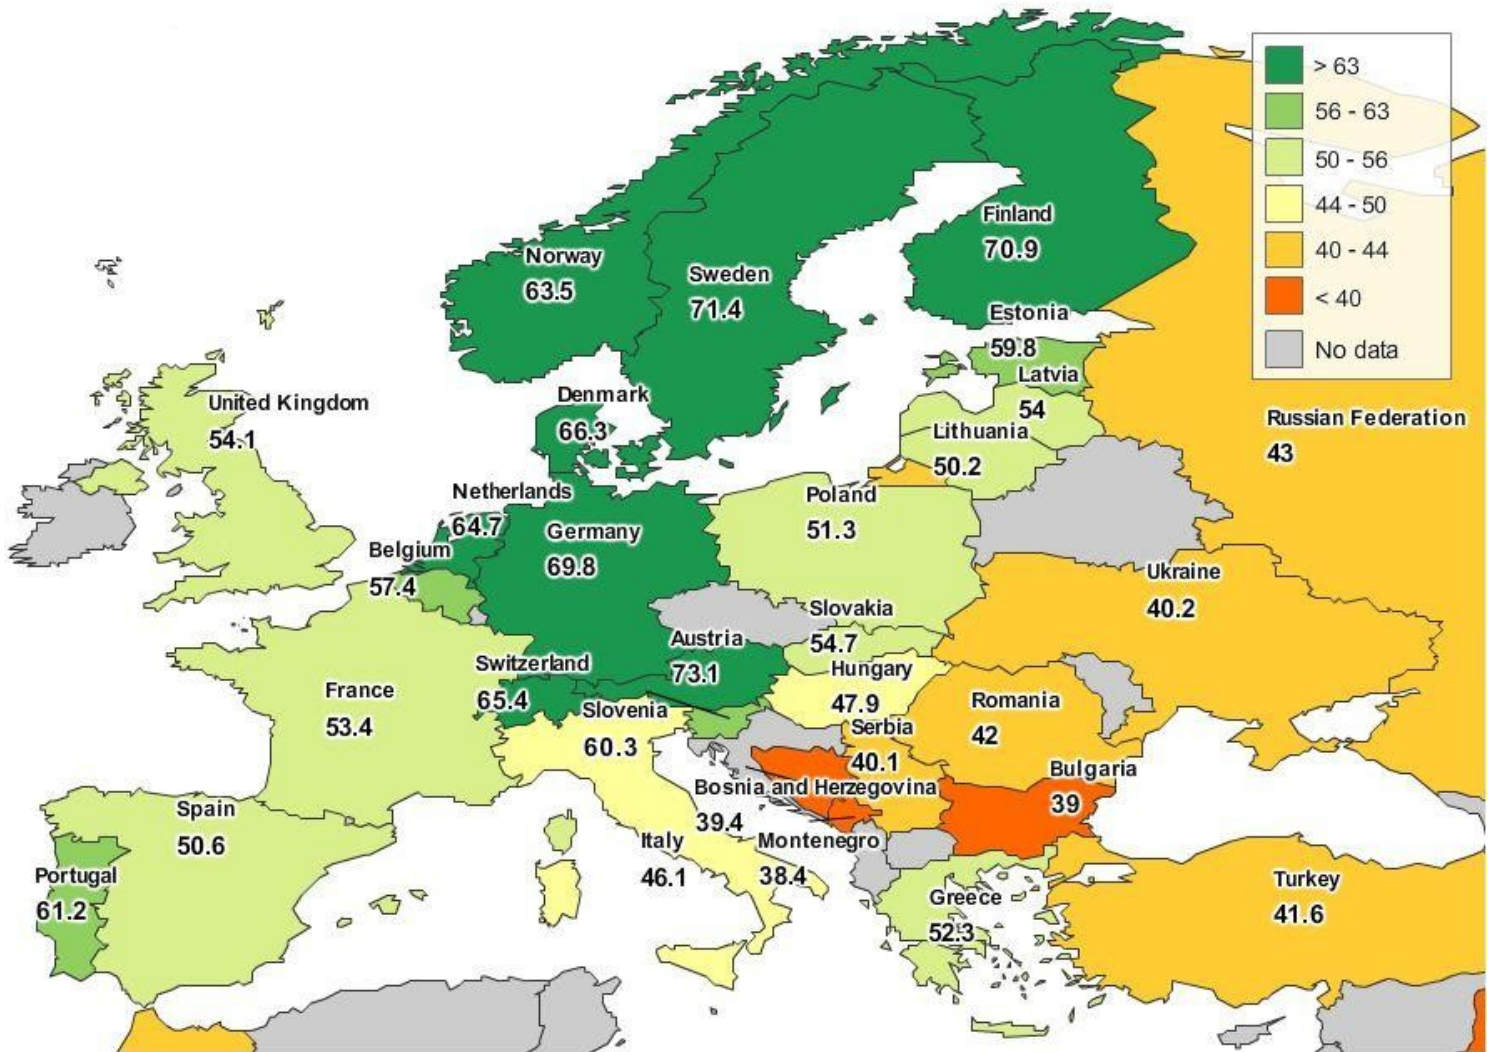 > 63
56 - 63
50 - 56
44 - 50
40 - 44
< 40
No data
Finland
70.9
Norway
63.5
Sweden
71.4
Estonia
59.8
Latvia
54
Denmark
66.3
United Kingdom
54.1
Russian Federation
43
Lithuania
50.2
Netherlands
64.7
Poland
51.3
Germany
69.8
Belgium
57.4
Ukraine
40.2
Slovakia
54.7
Austria
73.1
Switzerland
65.4
Hungary
47.9
France
53.4
Slovenia
60.3
Romania
42
Serbia
40.1
Bulgaria
39
Bosnia and Herzegovina
39.4
Spain
50.6
Italy
46.1
Montenegro
38.4
Portugal
61.2
Greece
52.3
Turkey
41.6